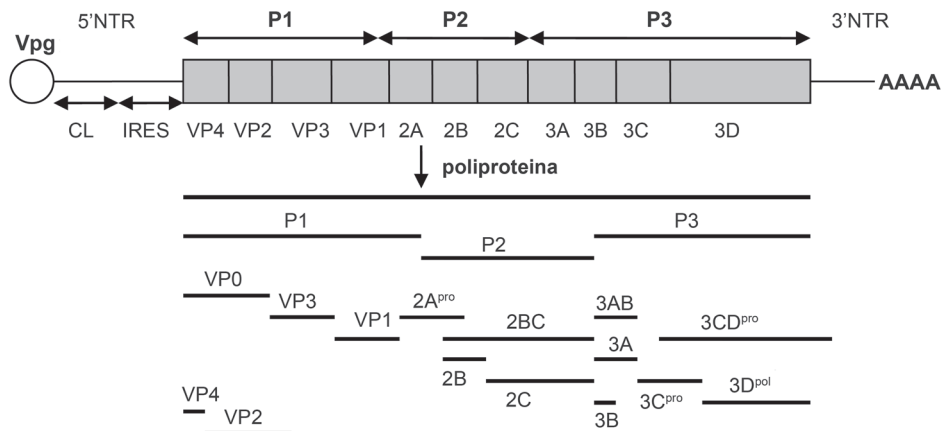 5'NTR P1 P2 P3 3'NTR
Vpg
AAAA
CL IRES VP4 VP2 VP3 VP1 2A 2B 2C 3A 3B 3C 3D
poliproteina
P1 P2 P3
VP0 VP3 VP1 2Apro 2BC 3AB 3CDpro
2B 3A
2C 3B 3Cpro 3Dpol
VP4 VP2